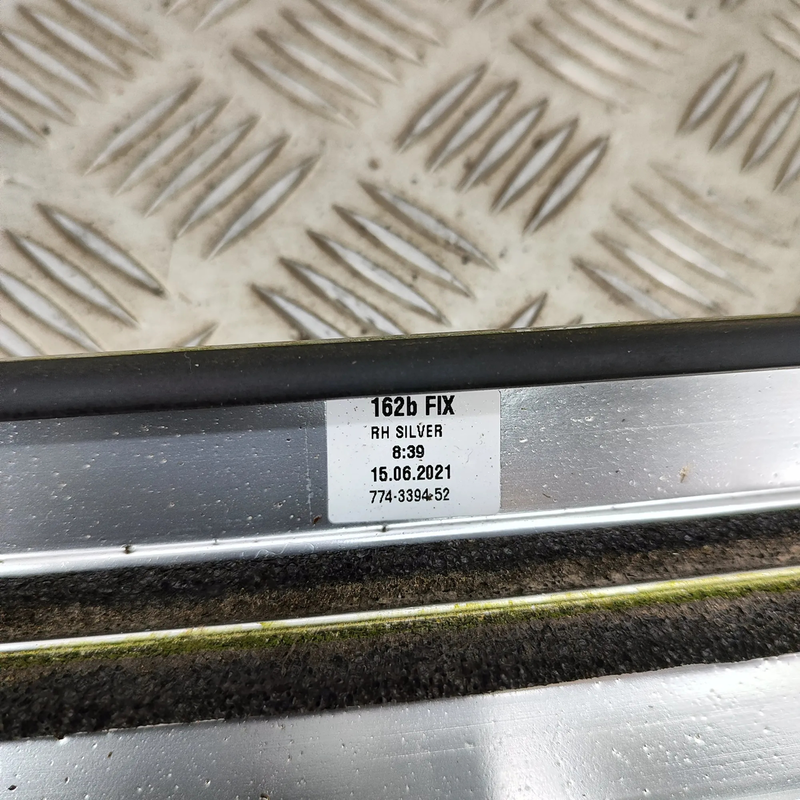 162b FIX
RH SILVER
8:39
15.06.2021
774-3394-52